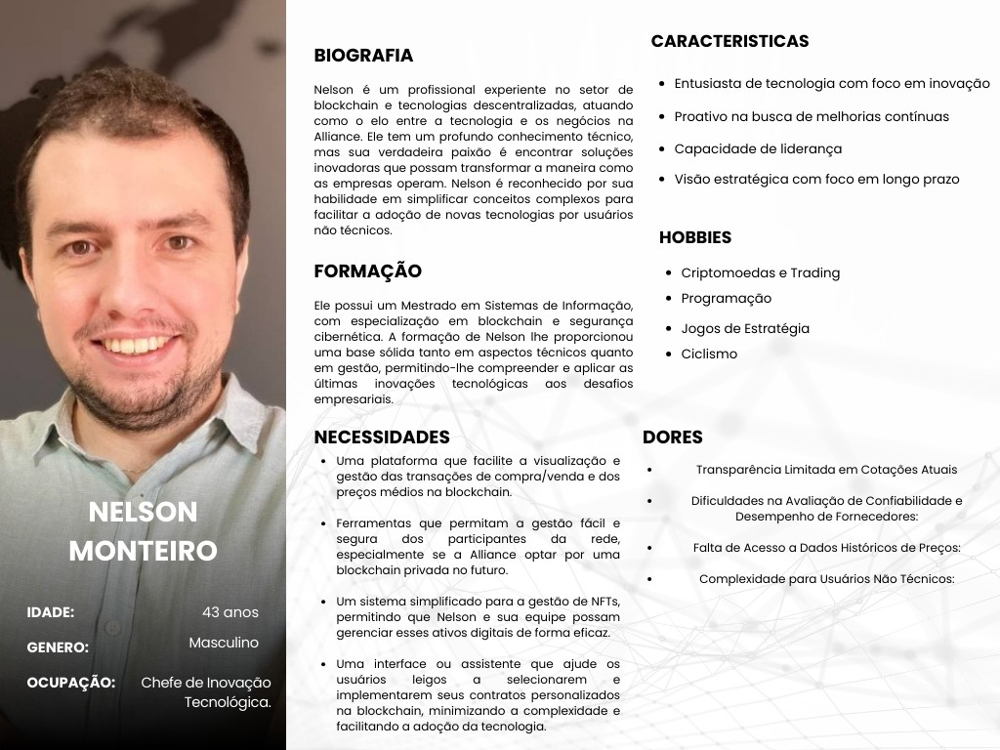 NELSON
MONTEIRO
IDADE: 43 anos
GENERO: Masculino
OCUPAÇÃO: Chefe de Inovação
Tecnológica.
BIOGRAFIA
Nelson é um profissional experiente no setor de
blockchain e tecnologias descentralizadas, atuando
como o elo entre a tecnologia e os negócios na
Alliance. Ele tem um profundo conhecimento técnico,
mas sua verdadeira paixão é encontrar soluções
inovadoras que possam transformar a maneira como
as empresas operam. Nelson é reconhecido por sua
habilidade em simplificar conceitos complexos para
facilitar a adoção de novas tecnologias por usuários
não técnicos.
FORMAÇÃO
Ele possui um Mestrado em Sistemas de Informação,
com especialização em blockchain e segurança
cibernética. A formação de Nelson lhe proporcionou
uma base sólida tanto em aspectos técnicos quanto
em gestão, permitindo-lhe compreender e aplicar as
últimas inovações tecnológicas aos desafios
empresariais.
NECESSIDADES
• Uma plataforma que facilite a visualização e
gestão das transações de compra/venda e dos
preços médios na blockchain.
• Ferramentas que permitam a gestão fácil e
segura dos participantes da rede,
especialmente se a Alliance optar por uma
blockchain privada no futuro.
• Um sistema simplificado para a gestão de NFTs,
permitindo que Nelson e sua equipe possam
gerenciar esses ativos digitais de forma eficaz.
• Uma interface ou assistente que ajude os
usuários leigos a selecionarem e
implementarem seus contratos personalizados
na blockchain, minimizando a complexidade e
facilitando a adoção da tecnologia.
CARACTERISTICAS
• Entusiasta de tecnologia com foco em inovação
• Proativo na busca de melhorias contínuas
• Capacidade de liderança
• Visão estratégica com foco em longo prazo
HOBBIES
• Criptomoedas e Trading
• Programação
• Jogos de Estratégia
• Ciclismo
DORES
• Transparência Limitada em Cotações Atuais
• Dificuldades na Avaliação de Confiabilidade e
Desempenho de Fornecedores:
• Falta de Acesso a Dados Históricos de Preços:
• Complexidade para Usuários Não Técnicos: